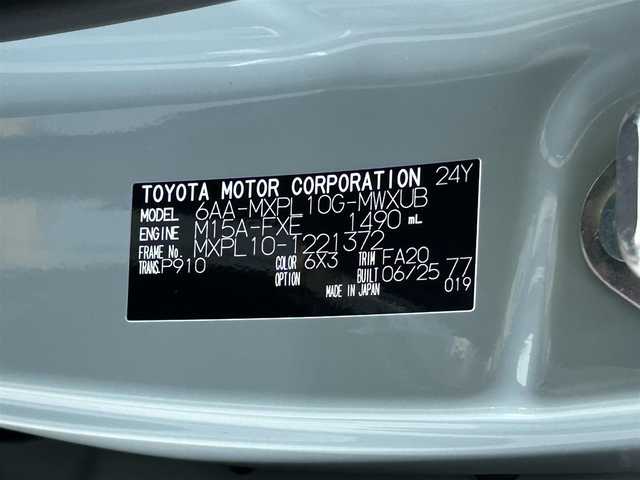 TOYOTA MOTOR CORPORATION 24Y
MODEL 6AA-MXPL10G-MWXUB
ENGINE M15A-FXE 1490 mL
FRAME No. MXPL10-1221372
TRANS. P910 COLOR 6X3 TRIM FA20
OPTION BUILT 06/25 77
MADE IN JAPAN 019